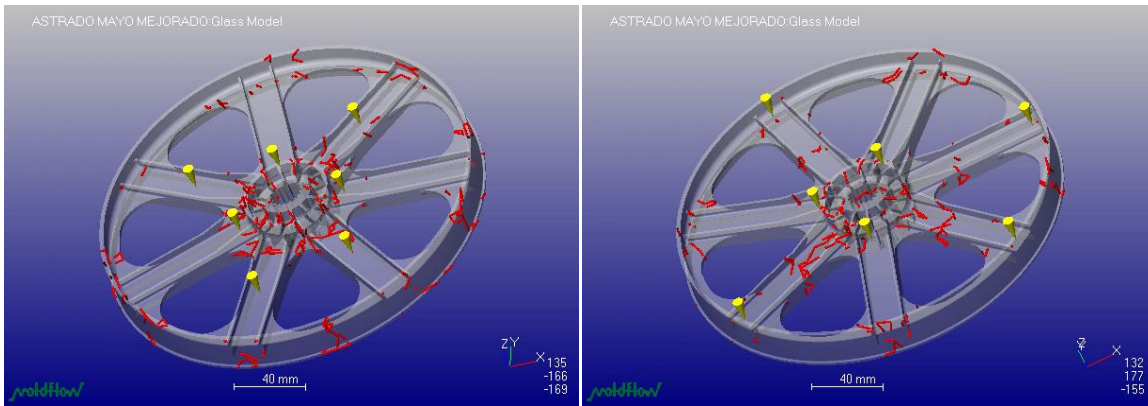 ASTRADO MAYO MEJORADO:Glass Model
Z Y
X
135
-166
-169
40 mm
moldflow
ASTRADO MAYO MEJORADO:Glass Model
Z
X
132
177
-155
40 mm
moldflow